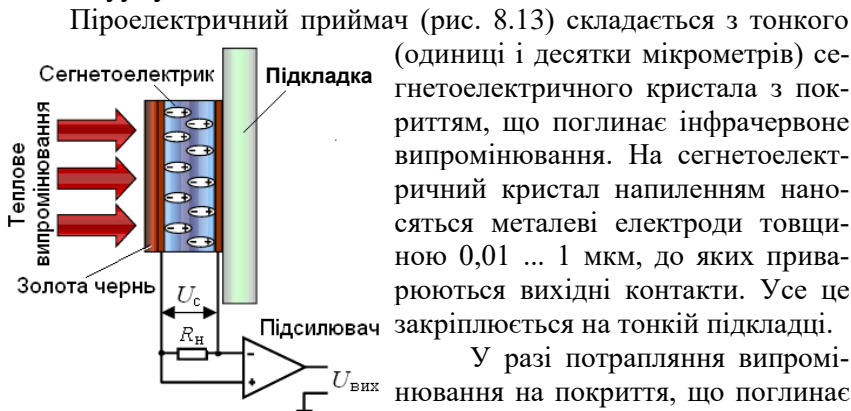 Піроелектричний приймач (рис. 8.13) складається з тонкого
(одиниці і десятки мікрометрів) се-
гнетоелектричного кристала з пок-
риттям, що поглинає інфрачервоне
випромінювання. На сегнетоелект-
ричний кристал напиленням нано-
сяться металеві електроди товщи-
ною 0,01 ... 1 мкм, до яких прива-
рюються вихідні контакти. Усе це
закріплюється на тонкій підкладці.
У разі потрапляння випромі-
нювання на покриття, що поглинає
Сегнетоелектрик
Підкладка
Теплове
випромінювання
Золота чернь
Uс
Rн
Підсилювач
Uвих